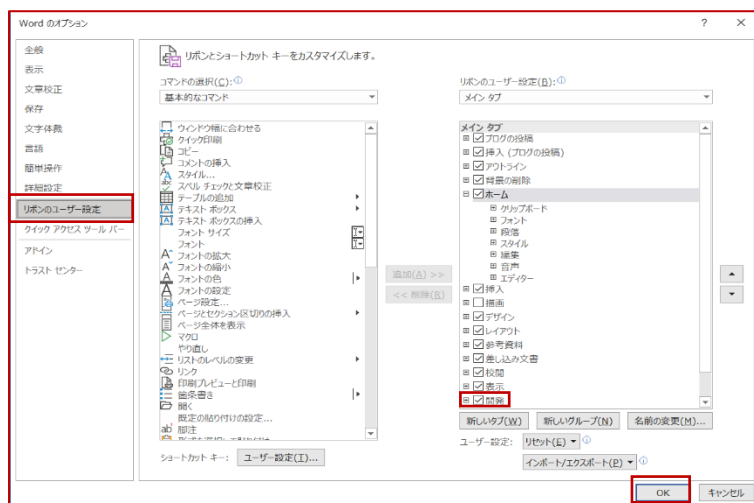 Word のオプション
?
×
全般
表示
文章校正
保存
文字体裁
言語
簡単操作
詳細設定
リボンのユーザー設定
クイック アクセス ツール バー
アドイン
トラスト センター
リボンとショートカット キーをカスタマイズします。
コマンドの選択(C):
基本的なコマンド
ウィンドウ幅に合わせる
クイック印刷
コピー
コメントの挿入
スタイル...
スペル チェックと文章校正
テーブルの追加
テキスト ボックス
テキスト ボックスの挿入
フォント サイズ
フォント
フォントの拡大
フォントの縮小
フォントの色
フォントの設定
ページ設定...
ページとセクション区切りの挿入
ページ全体を表示
マクロ
やり直し
リストのレベルの変更
リンク
印刷プレビューと印刷
箇条書き
開く
既定の貼り付けの設定...
脚注
ショートカット キー:
ユーザー設定(T)...
追加(A) >>
<< 削除(R)
リボンのユーザー設定(B):
メイン タブ
メイン タブ
ブログの投稿
挿入 (ブログの投稿)
アウトライン
背景の削除
ホーム
クリップボード
フォント
段落
スタイル
編集
音声
エディター
挿入
描画
デザイン
レイアウト
参考資料
差し込み文書
校閲
表示
開発
新しいタブ(W)
新しいグループ(N)
名前の変更(M)...
ユーザー設定:
リセット(E)
インポート/エクスポート(P)
OK
キャンセル